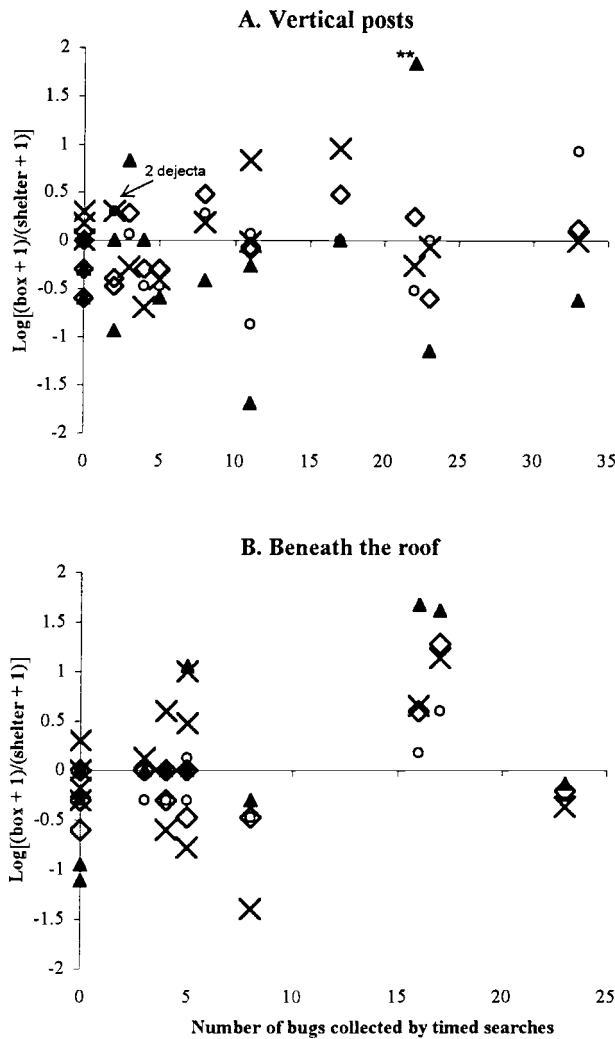 A. Vertical posts
2
1.5
1
0.5
0
-0.5
-1
-1.5
-2
Log[(box + 1)/(shelter + 1)]
**
2 dejecta
0 5 10 15 20 25 30 35
B. Beneath the roof
2
1.5
1
0.5
0
-0.5
-1
-1.5
-2
Log[(box + 1)/(shelter + 1)]
0 5 10 15 20 25
Number of bugs collected by timed searches